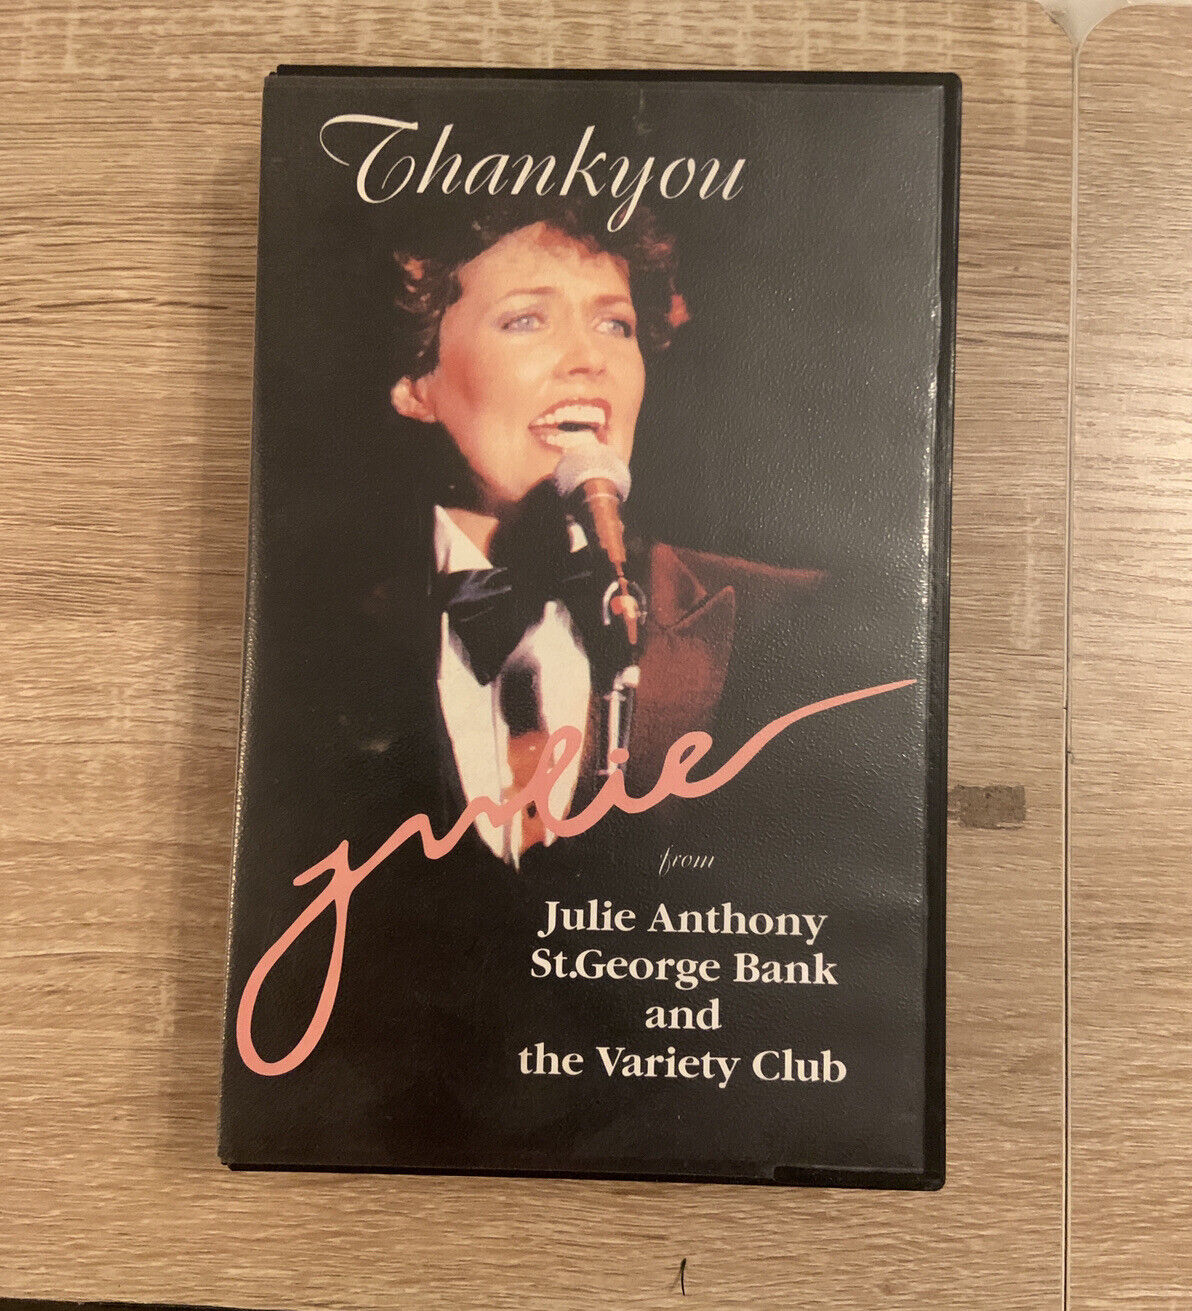 Thankyou
Julie
from
Julie Anthony
St.George Bank
and
the Variety Club